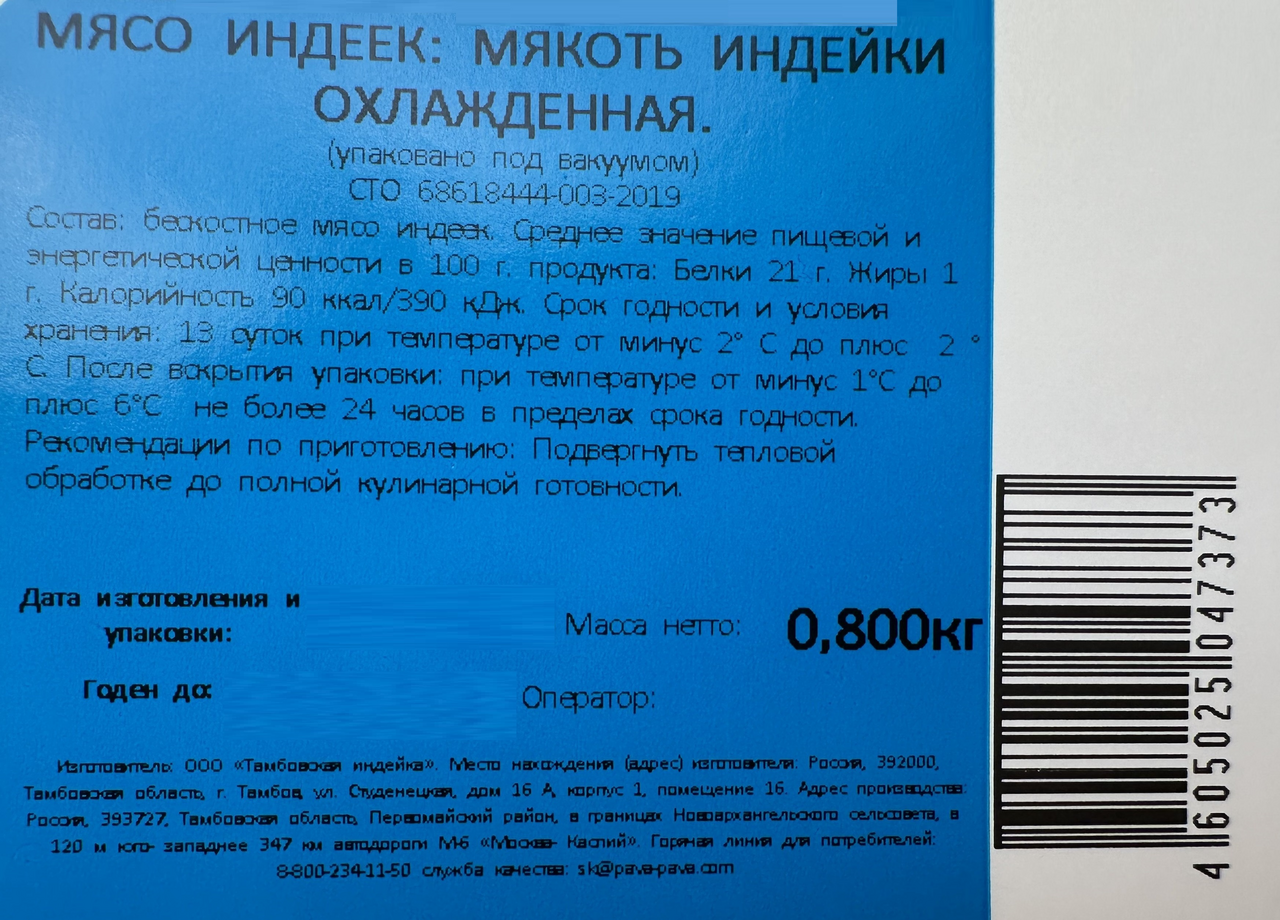 МЯСО ИНДЕЕК: МЯКОТЬ ИНДЕЙКИ
ОХЛАЖДЕННАЯ.
(упаковано под вакуумом)
СТО 68618444-003-2019
Состав: бескостное мясо индеек. Среднее значение пищевой и
энергетической ценности в 100 г. продукта: Белки 21 г. Жиры 1
г. Калорийность 90 ккал/390 кДж. Срок годности и условия
хранения: 13 суток при температуре от минус 2° С до плюс 2 °
С. После вскрытия упаковки: при температуре от минус 1°С до
плюс 6°С не более 24 часов в пределах срока годности.
Рекомендации по приготовлению: Подвергнуть тепловой
обработке до полной кулинарной готовности.
Дата изготовления и
упаковки:
Масса нетто: 0,800кг
Годен до:
Оператор:
Изготовитель: ООО «Тамбовская индейка». Место нахождения (адрес) изготовителя: Россия, 392000,
Тамбовская область, г. Тамбов, ул. Студенецкая, дом 16 А, корпус 1, помещение 16. Адрес производства:
Россия, 393727, Тамбовская область, Первомайский район, в границах Новоархангельского сельсовета, в
120 м юго- западнее 347 км автодороги М-6 «Москва- Каспий». Горячая линия для потребителей:
8-800-234-11-50 служба качества: sk@pava-pava.com
4 605025 047373